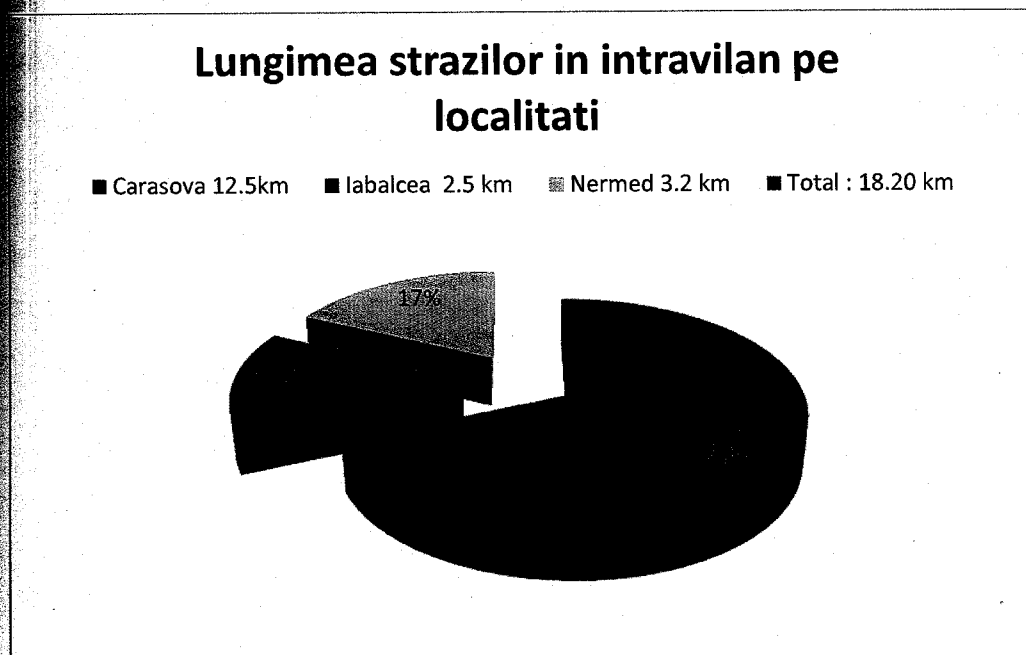 Lungimea strazilor in intravilan pe
localitati
Carasova 12.5km Iabalcea 2.5 km Nermed 3.2 km Total : 18.20 km
17%